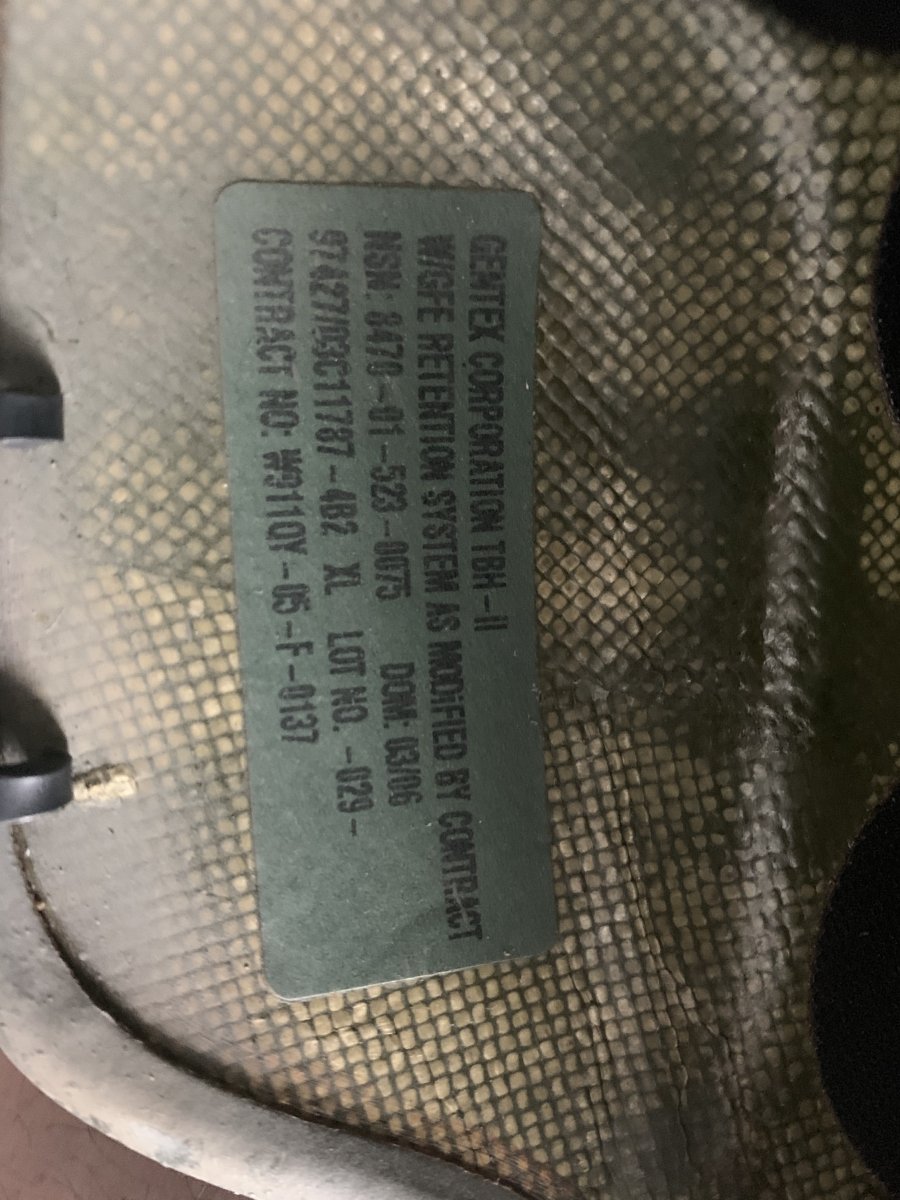 GENTEX CORPORATION TBH-II
W/GFE RETENTION SYSTEM AS MODIFIED BY CONTRACT
NSN: 8470-01-523-0075 DOM: 03/06
97427/03C11787-4B2 XL LOT NO. -029-
CONTRACT NO: W911QY-05-F-0137